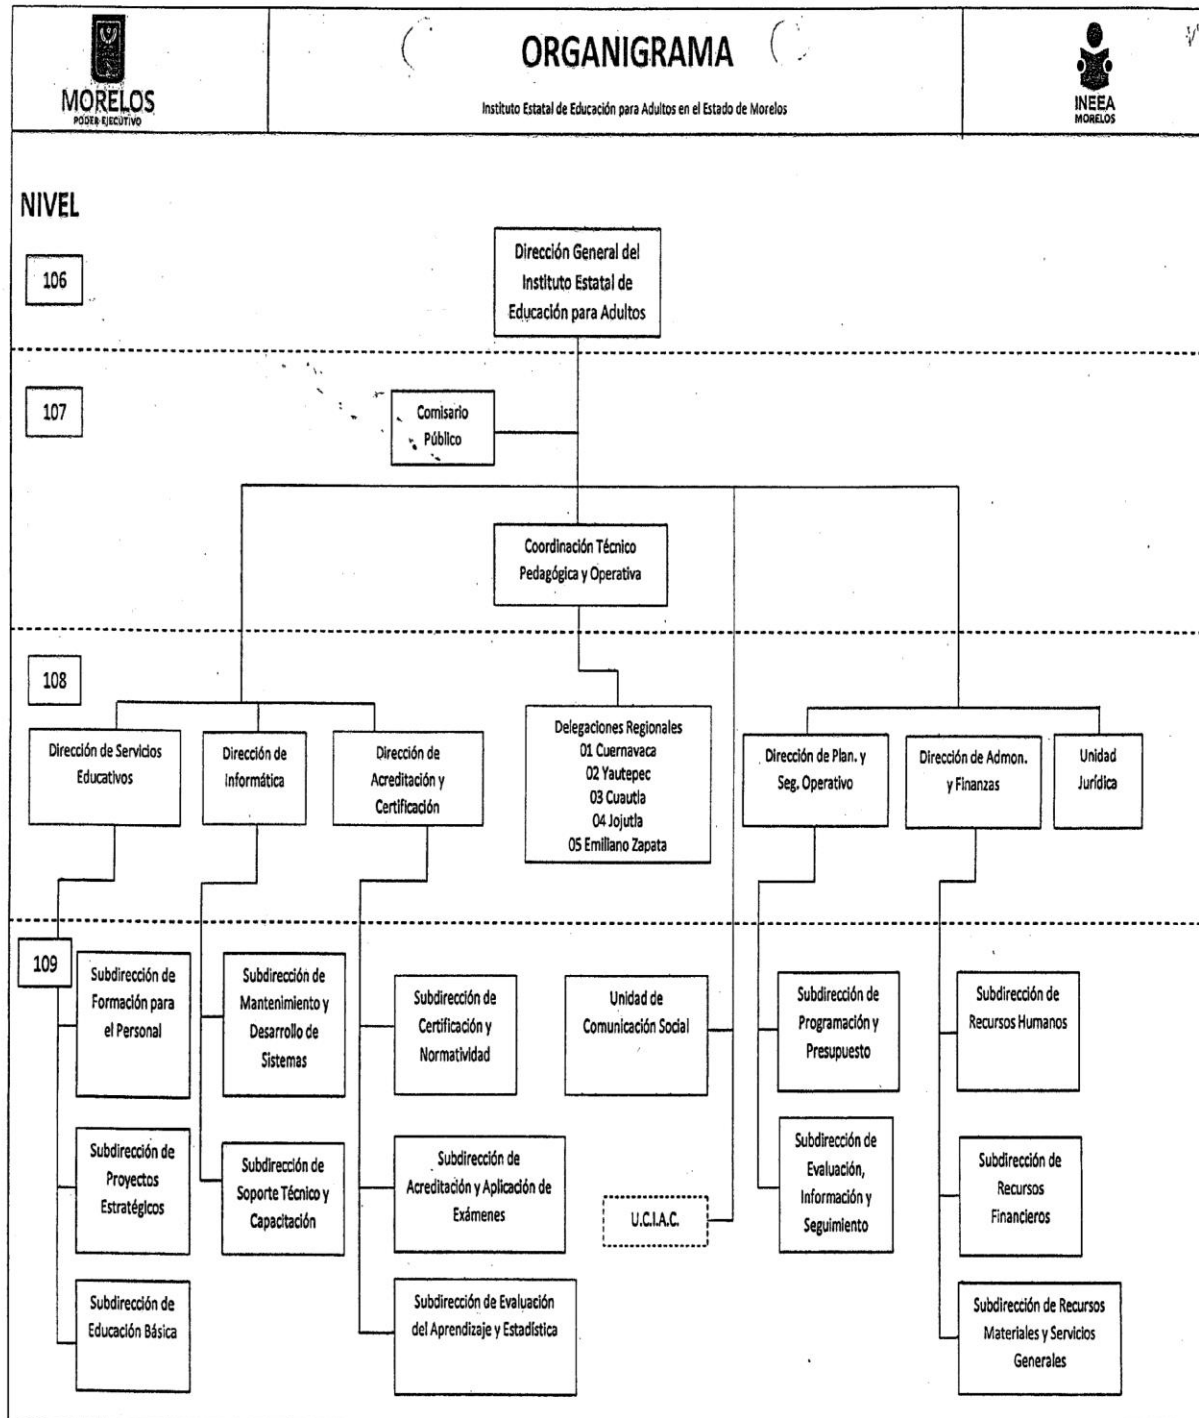 MORELOS
PODER EJECUTIVO
ORGANIGRAMA
Instituto Estatal de Educación para Adultos en el Estado de Morelos
INEEA
MORELOS
NIVEL
106
Dirección General del
Instituto Estatal de
Educación para Adultos
107
Comisario
Público
Coordinación Técnico
Pedagógica y Operativa
108
Dirección de Servicios
Educativos
Dirección de
Informática
Dirección de
Acreditación y
Certificación
Delegaciones Regionales
01 Cuernavaca
02 Yautepec
03 Cuautla
04 Jojutla
05 Emiliano Zapata
Dirección de Plan. y
Seg. Operativo
Dirección de Admon.
y Finanzas
Unidad
Jurídica
109
Subdirección de
Formación para
el Personal
Subdirección de
Mantenimiento y
Desarrollo de
Sistemas
Subdirección de
Certificación y
Normatividad
Unidad de
Comunicación Social
Subdirección de
Programación y
Presupuesto
Subdirección de
Recursos Humanos
Subdirección de
Proyectos
Estratégicos
Subdirección de
Soporte Técnico y
Capacitación
Subdirección de
Acreditación y Aplicación de
Exámenes
U.C.I.A.C.
Subdirección de
Evaluación,
Información y
Seguimiento
Subdirección de
Recursos
Financieros
Subdirección de
Educación Básica
Subdirección de Evaluación
del Aprendizaje y Estadística
Subdirección de Recursos
Materiales y Servicios
Generales